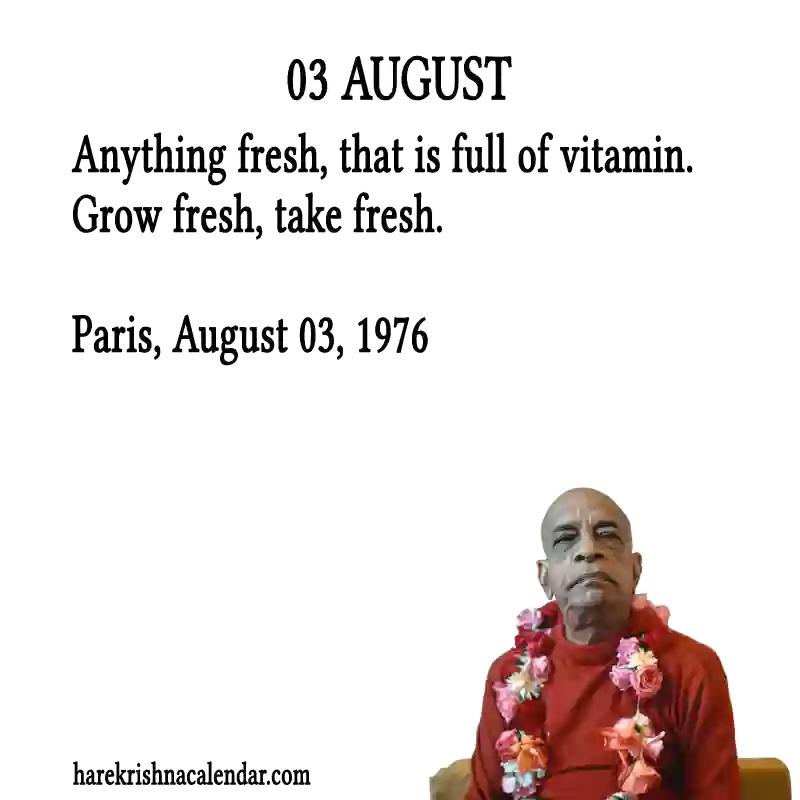 03 AUGUST
Anything fresh, that is full of vitamin.
Grow fresh, take fresh.
Paris, August 03, 1976
harekrishnacalendar.com